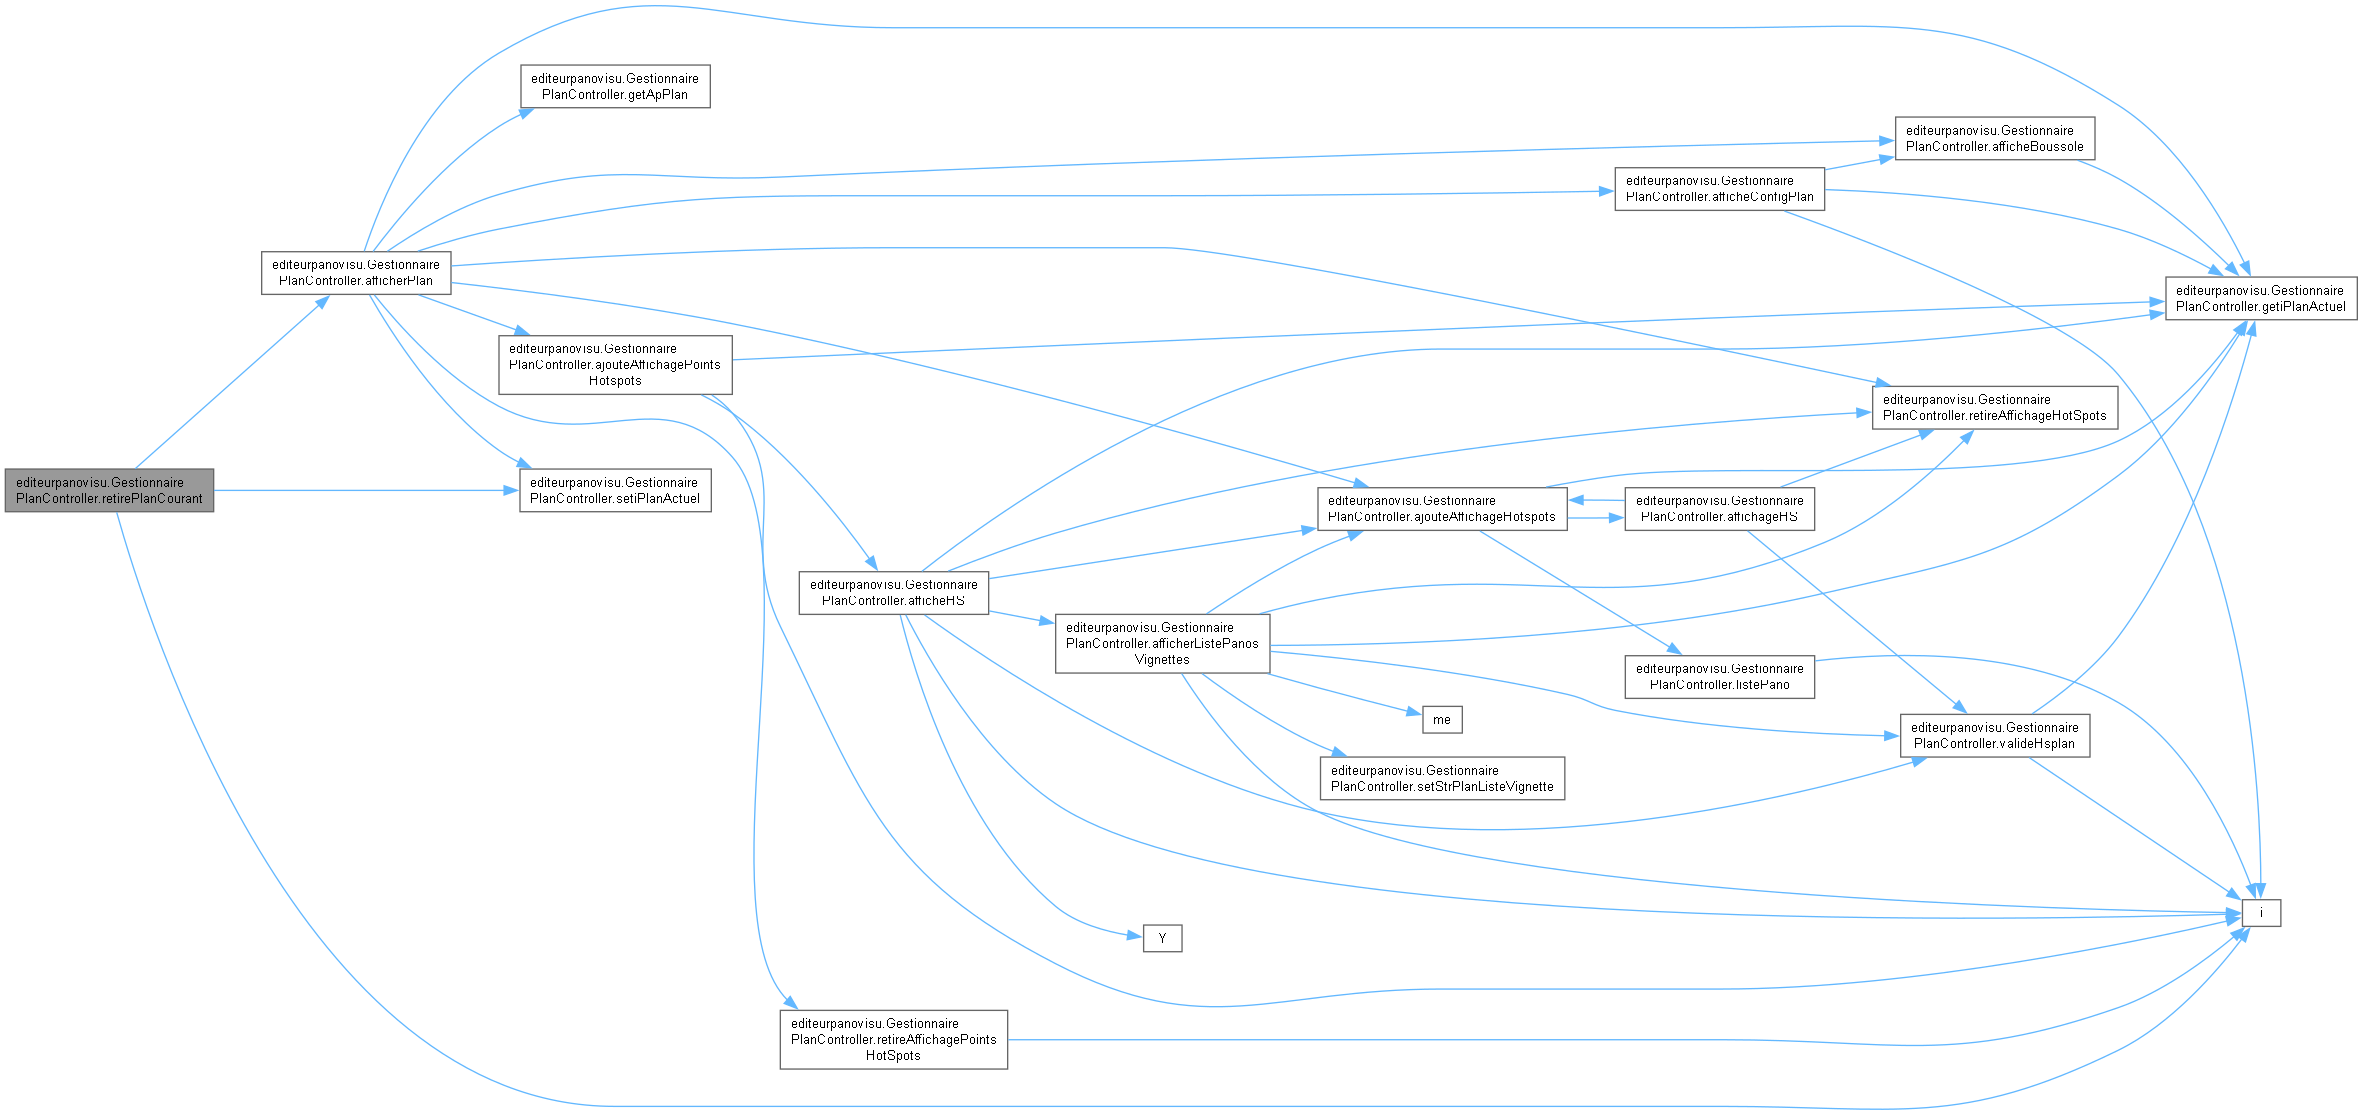 editeurpanovisu.Gestionnaire
PlanController.getApPlan
editeurpanovisu.Gestionnaire
PlanController.afficheBoussole
editeurpanovisu.Gestionnaire
PlanController.afficheConfigPlan
editeurpanovisu.Gestionnaire
PlanController.afficherPlan
editeurpanovisu.Gestionnaire
PlanController.getiPlanActuel
editeurpanovisu.Gestionnaire
PlanController.ajouteAffichagePoints
Hotspots
editeurpanovisu.Gestionnaire
PlanController.retireAffichageHotSpots
editeurpanovisu.Gestionnaire
PlanController.retirePlanCourant
editeurpanovisu.Gestionnaire
PlanController.setiPlanActuel
editeurpanovisu.Gestionnaire
PlanController.ajouteAffichageHotspots
editeurpanovisu.Gestionnaire
PlanController.affichageHS
editeurpanovisu.Gestionnaire
PlanController.afficheHS
editeurpanovisu.Gestionnaire
PlanController.afficherListePanos
Vignettes
editeurpanovisu.Gestionnaire
PlanController.listePano
me
editeurpanovisu.Gestionnaire
PlanController.valideHsplan
editeurpanovisu.Gestionnaire
PlanController.setStrPlanListeVignette
i
Y
editeurpanovisu.Gestionnaire
PlanController.retireAffichagePoints
HotSpots